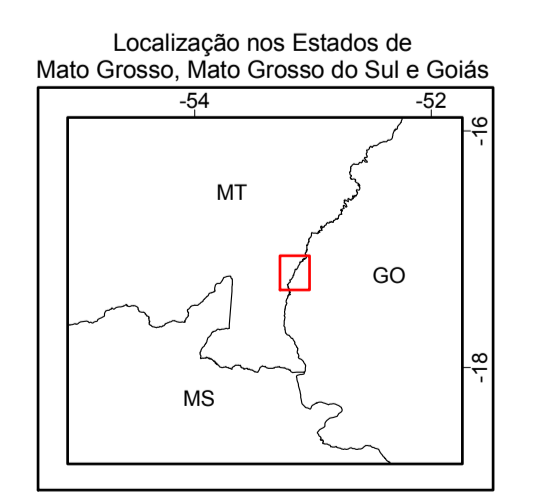 Localização nos Estados de
Mato Grosso, Mato Grosso do Sul e Goiás
-54
-52
-16
MT
GO
-18
MS